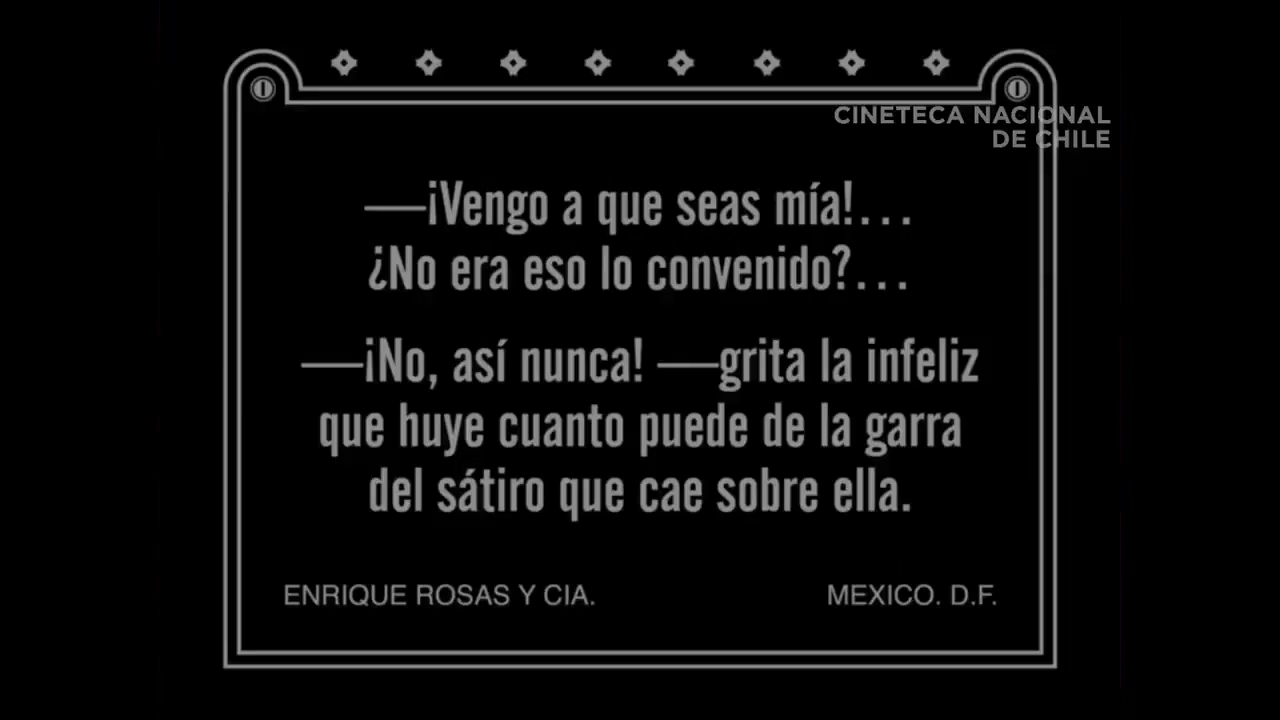 CINETECA NACIONAL
DE CHILE
—¡Vengo a que seas mía!...
¿No era eso lo convenido?...
—¡No, así nunca! —grita la infeliz
que huye cuanto puede de la garra
del sátiro que cae sobre ella.
ENRIQUE ROSAS Y CIA. MEXICO. D.F.